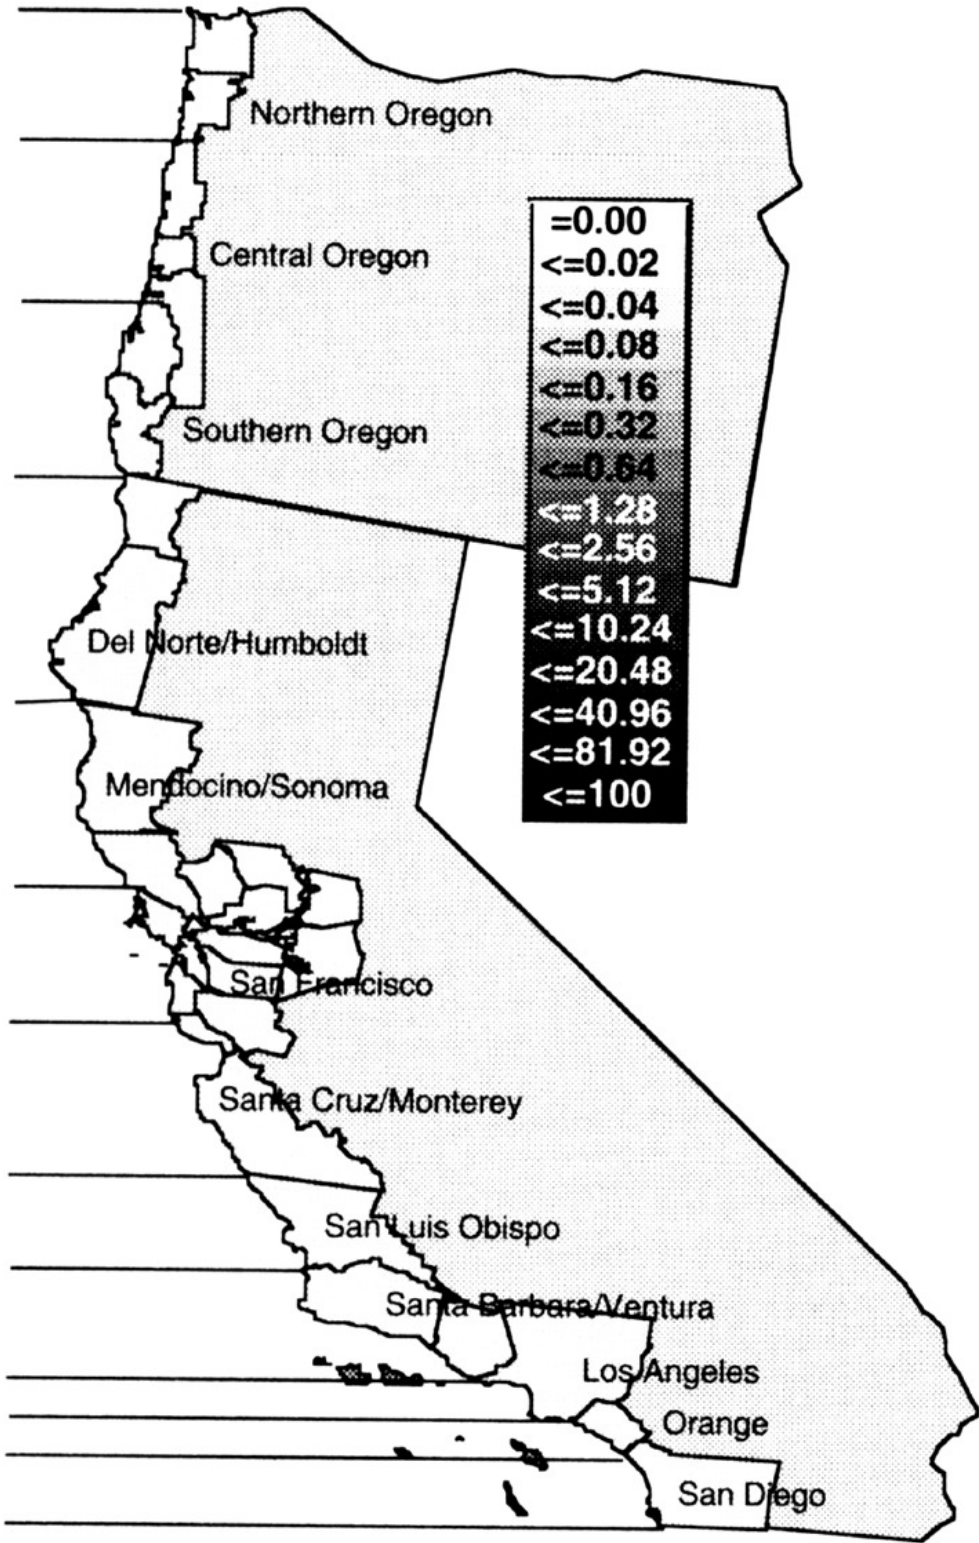 Northern Oregon
=0.00
Central Oregon
<=0.02
<=0.04
<=0.08
<=0.16
<=0.32
Southern Oregon
<=0.64
<=1.28
<=2.56
<=5.12
<=10.24
Del Norte/Humboldt
<=20.48
<=40.96
<=81.92
Mendocino/Sonoma
<=100
San Francisco
Santa Cruz/Monterey
San Luis Obispo
Santa Barbara/Ventura
Los Angeles
Orange
San Diego